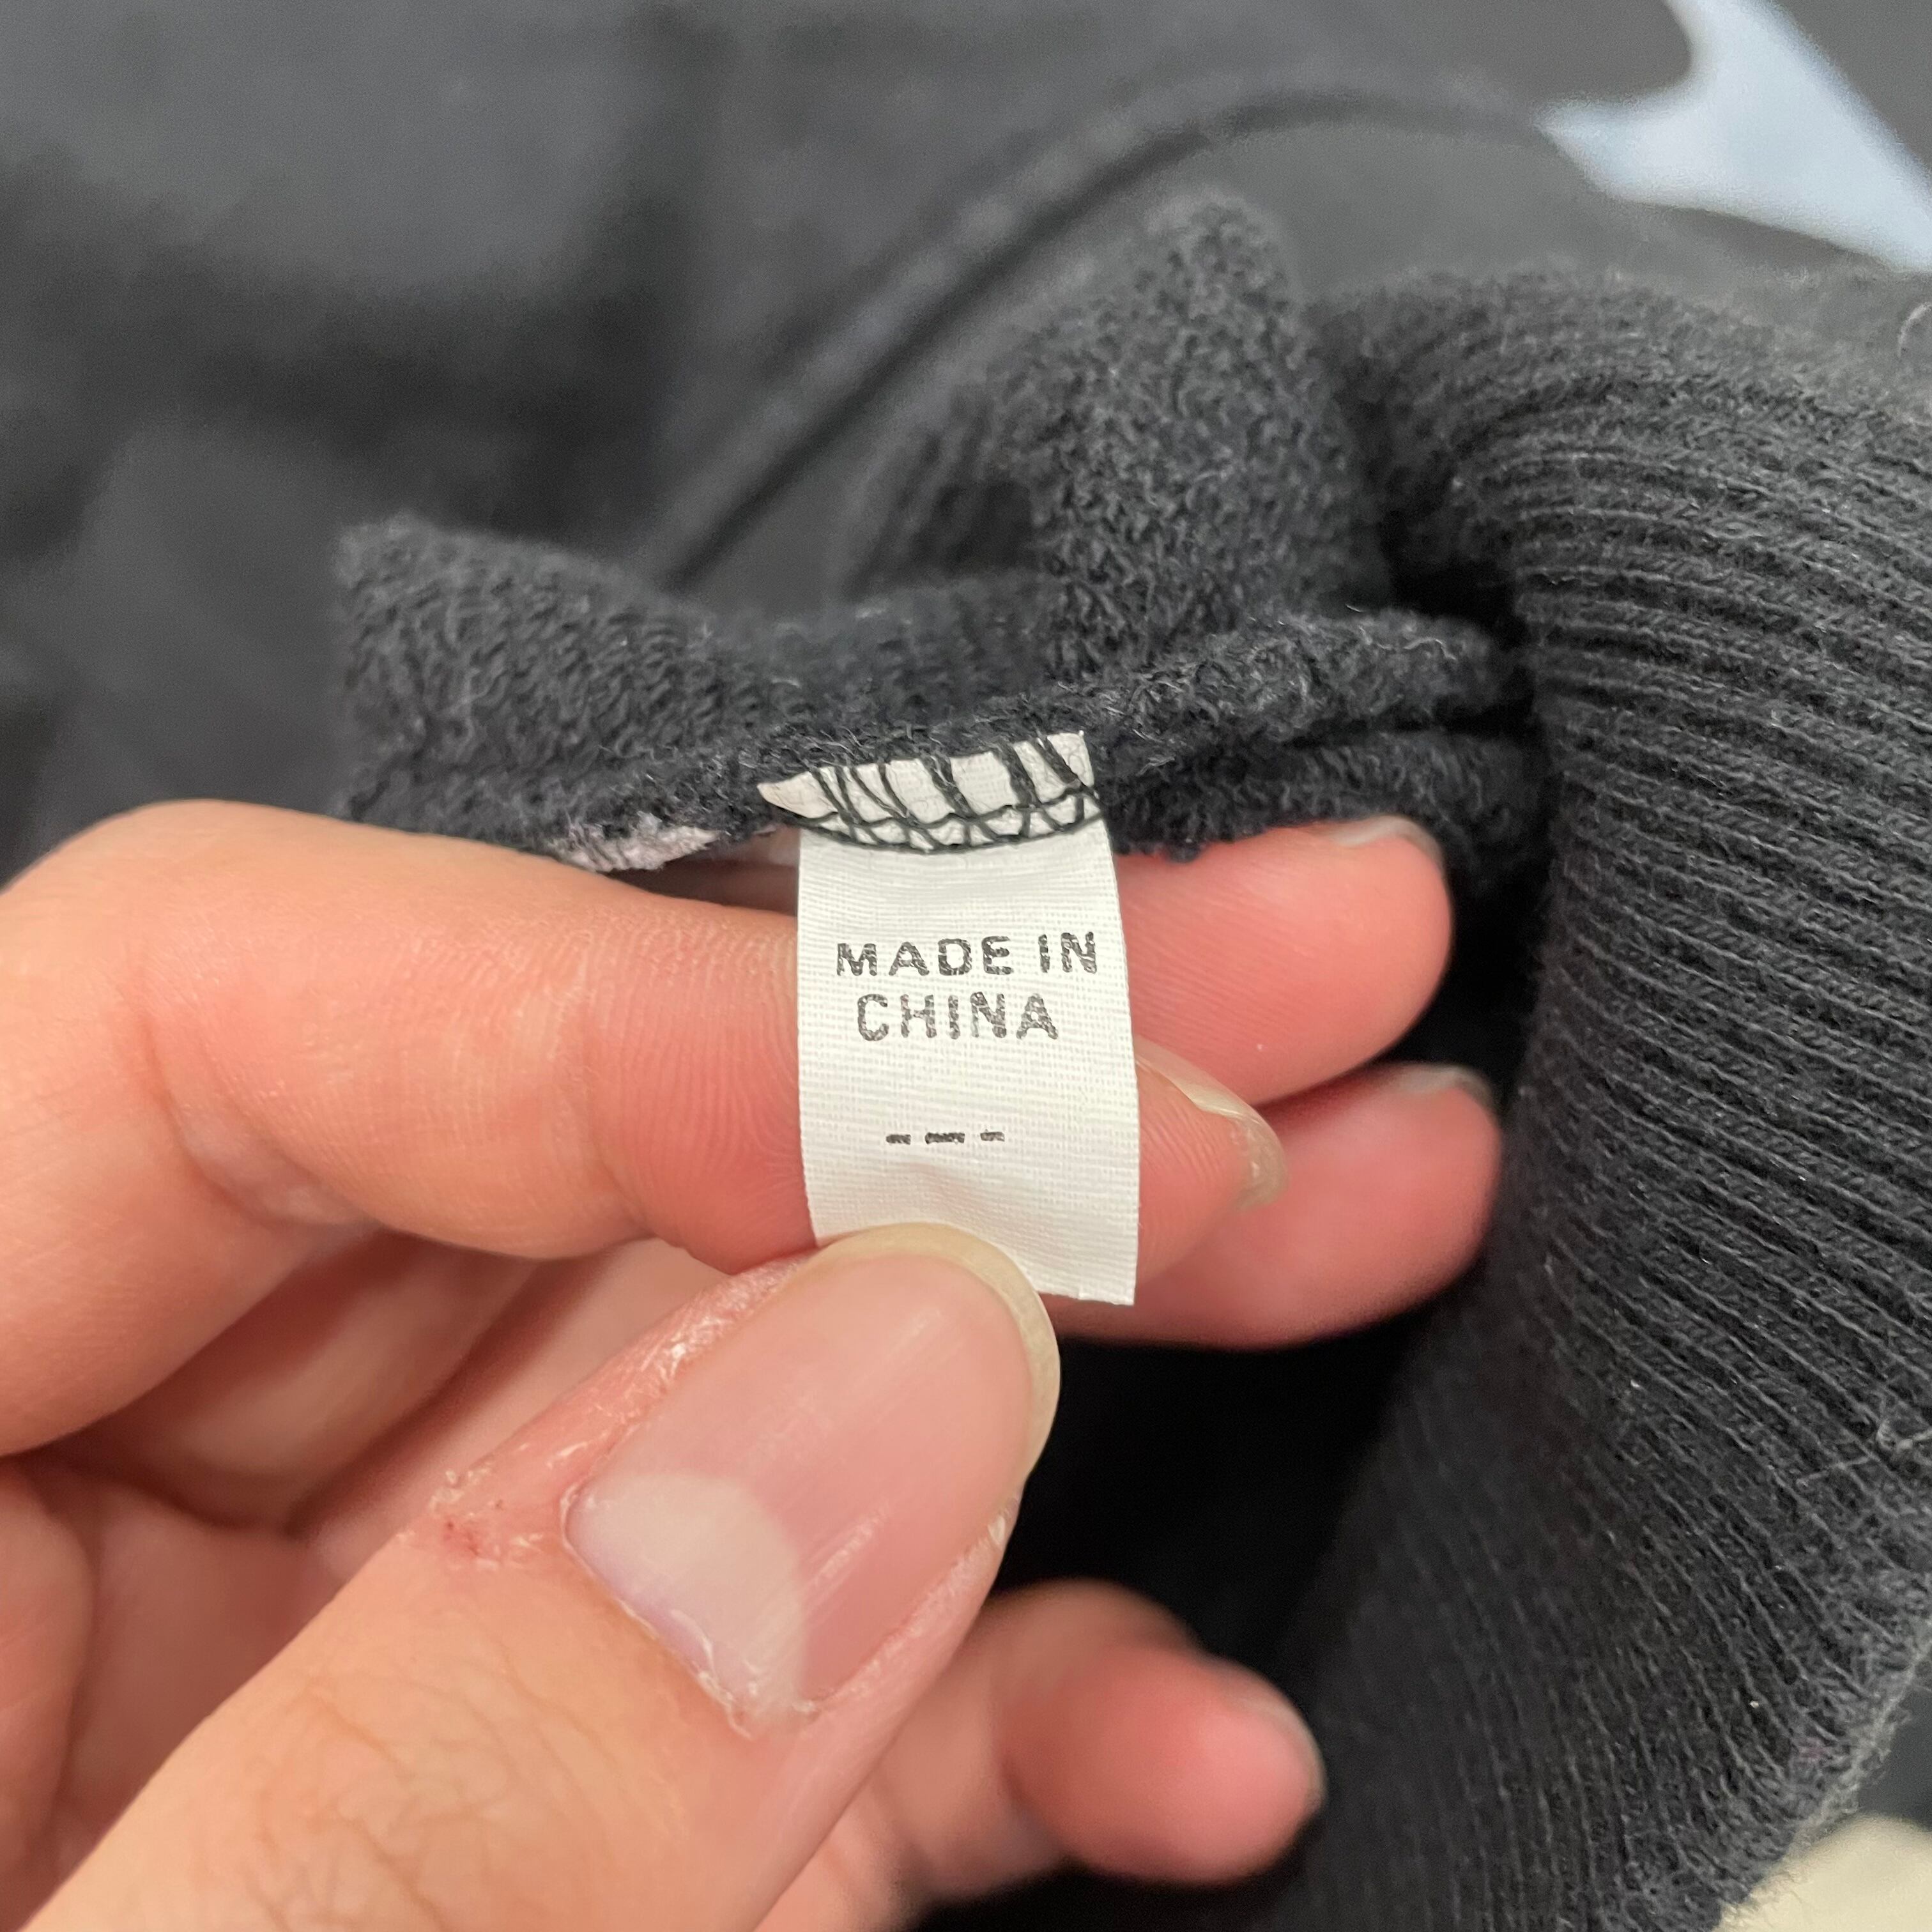 MADE IN
CHINA
---